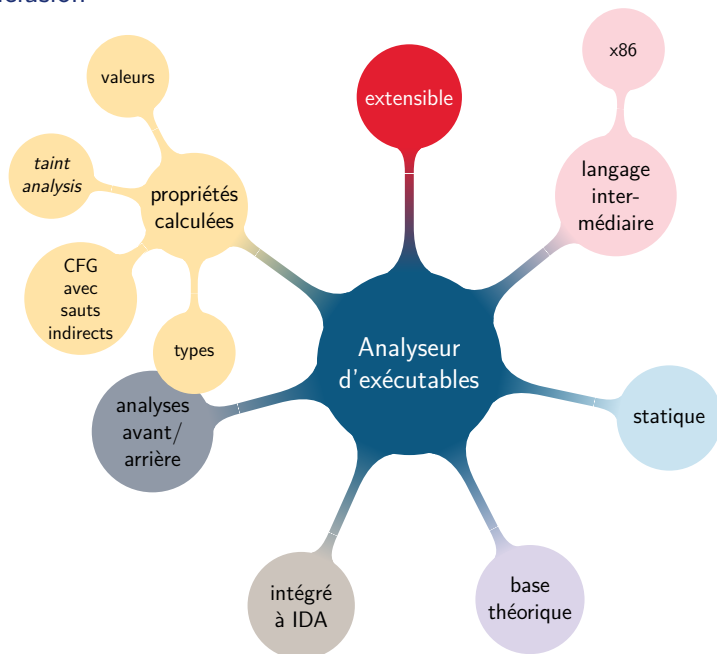 x86
extensible
valeurs
langage
inter-
médiaire
taint
analysis
propriétés
calculées
CFG
avec
sauts
indirects
types
Analyseur
d'exécutables
analyses
avant/
arrière
statique
intégré
à IDA
base
théorique